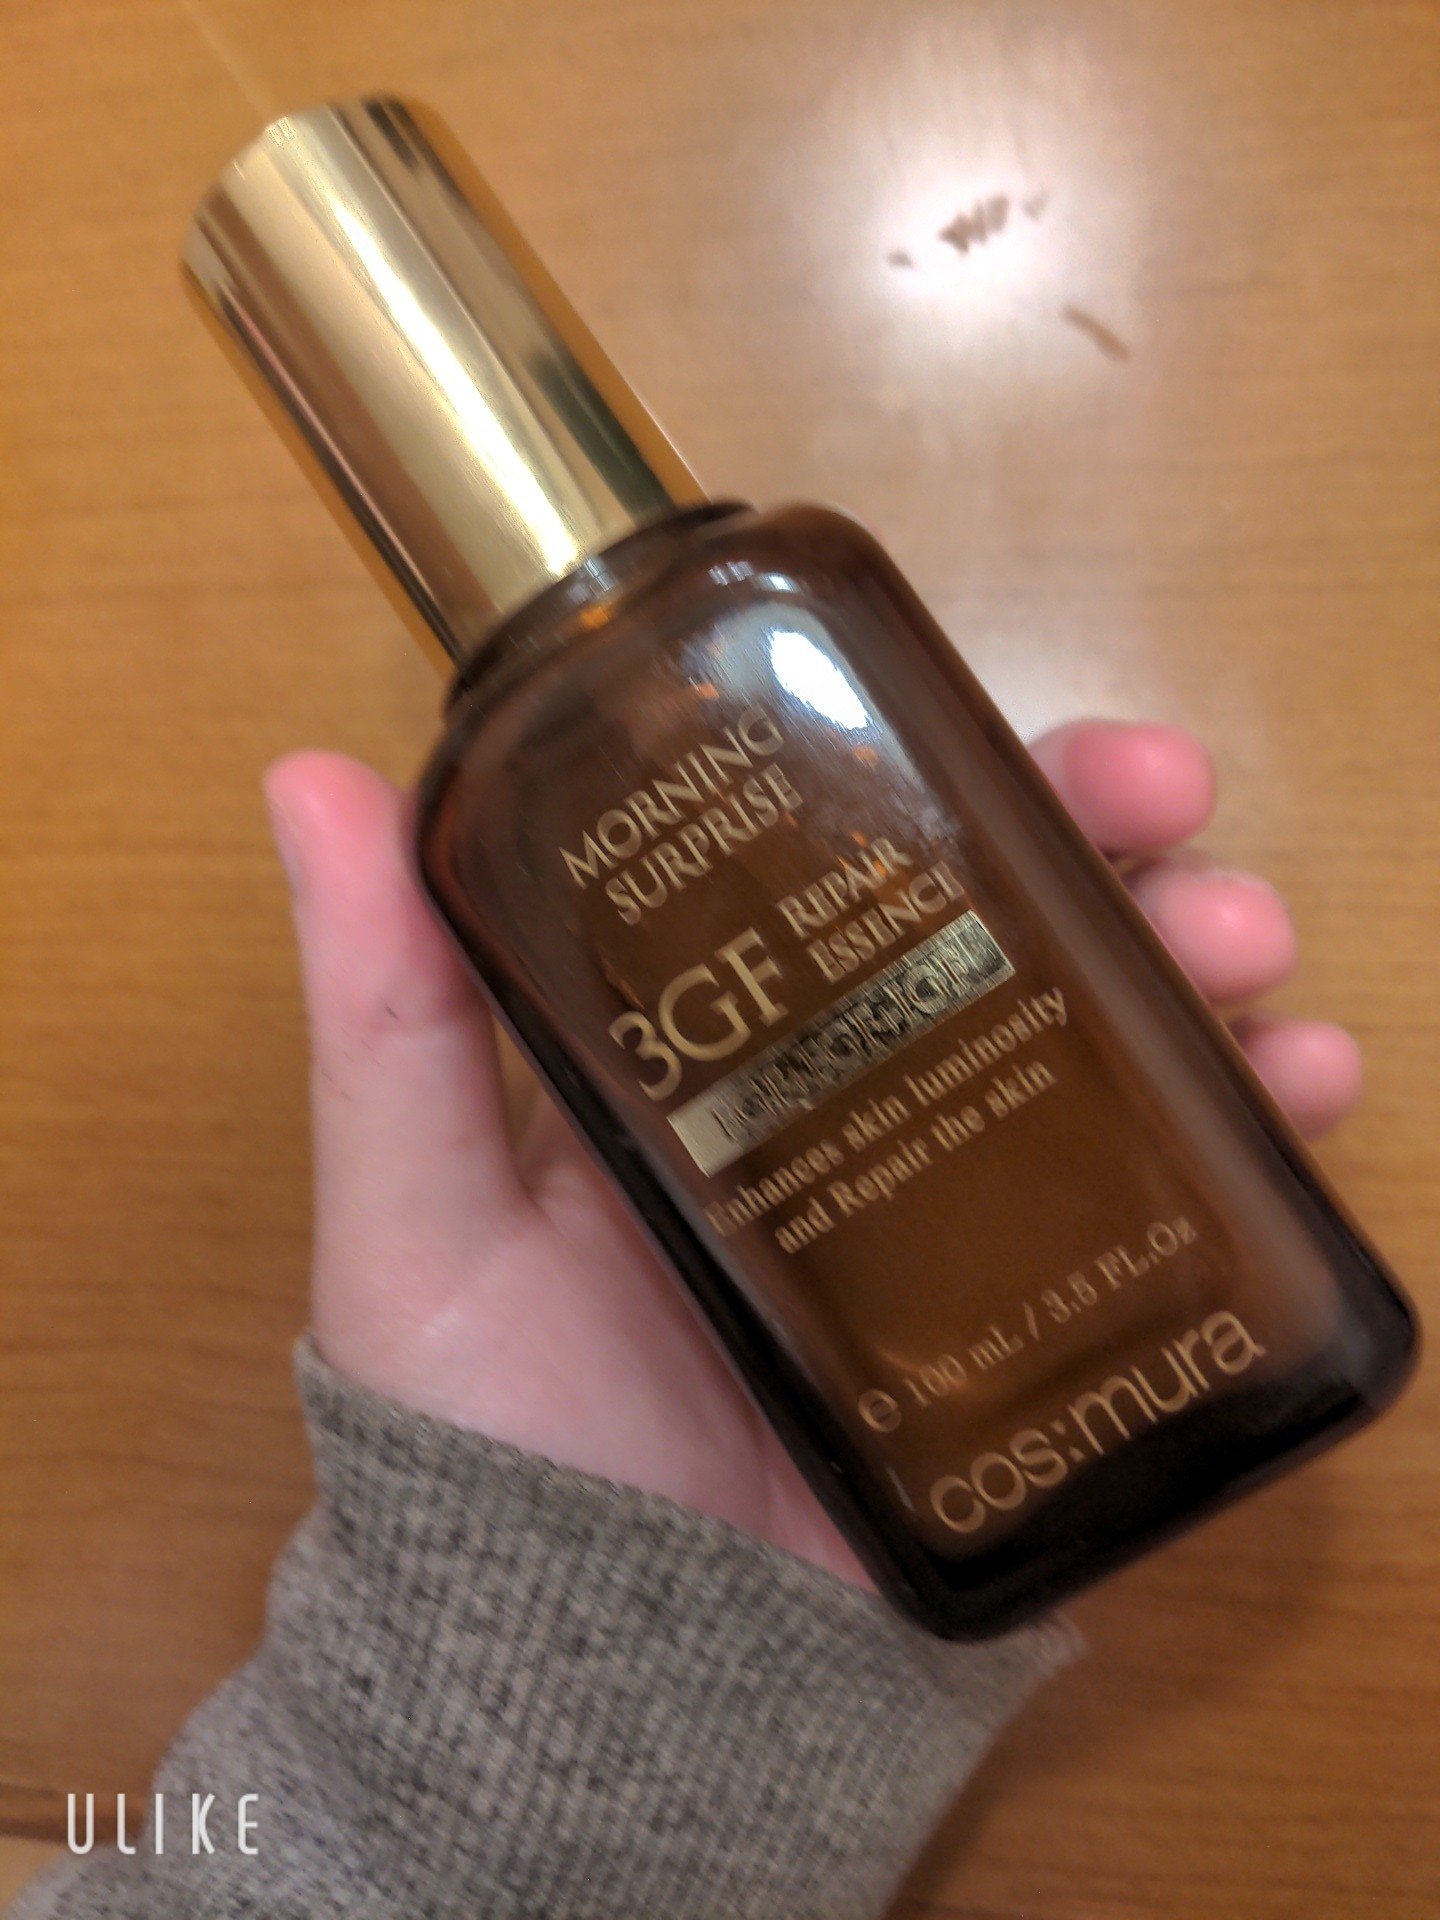 MORNING
SURPRISE
3GF REPAIR
ESSENCE
Enhances skin luminosity
and Repair the skin
℮ 100 mL / 3.5 FL.Oz
cos:mura
ULIKE